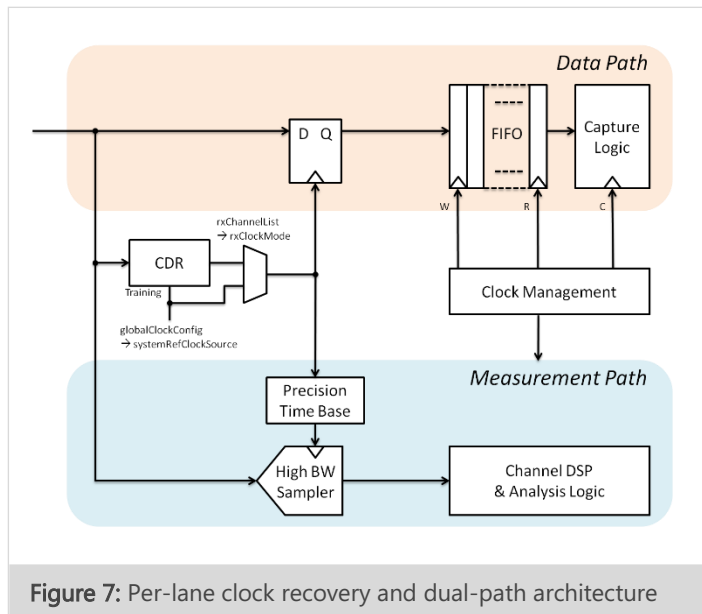 Data Path
D Q
FIFO
Capture
Logic
W
R
C
rxChannelList
→ rxClockMode
CDR
Training
Clock Management
globalClockConfig
→ systemRefClockSource
Measurement Path
Precision
Time Base
High BW
Sampler
Channel DSP
& Analysis Logic
Figure 7: Per-lane clock recovery and dual-path architecture